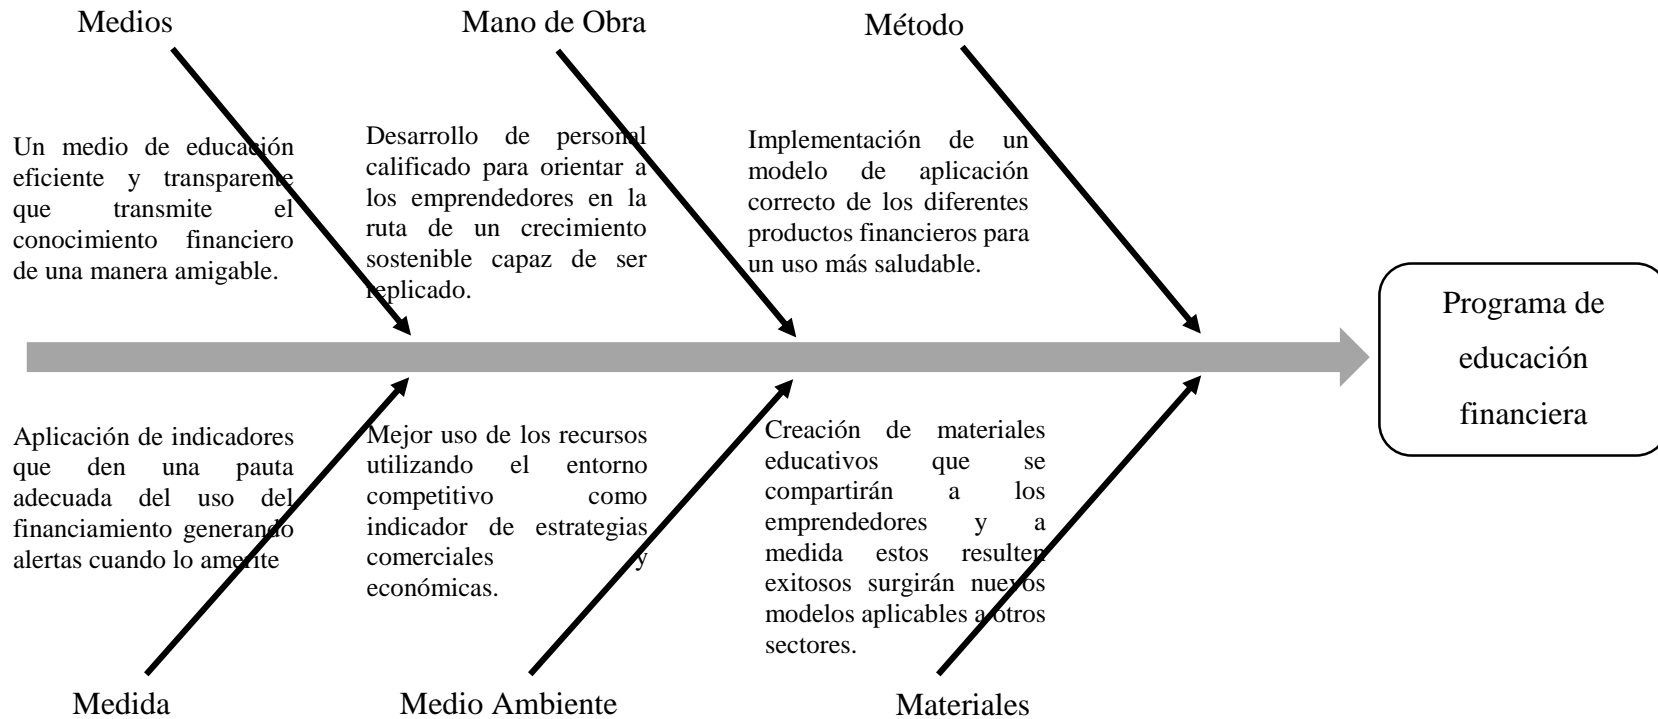 Medios
Mano de Obra
Método
Un medio de educación
eficiente y transparente
que transmite el
conocimiento financiero
de una manera amigable.
Desarrollo de personal
calificado para orientar a
los emprendedores en la
ruta de un crecimiento
sostenible capaz de ser
replicado.
Implementación de un
modelo de aplicación
correcto de los diferentes
productos financieros para
un uso más saludable.
Programa de
educación
financiera
Aplicación de indicadores
que den una pauta
adecuada del uso del
financiamiento generando
alertas cuando lo amerite
Mejor uso de los recursos
utilizando el entorno
competitivo como
indicador de estrategias
comerciales y
económicas.
Creación de materiales
educativos que se
compartirán a los
emprendedores y a
medida estos resulten
exitosos surgirán nuevos
modelos aplicables a otros
sectores.
Medida
Medio Ambiente
Materiales